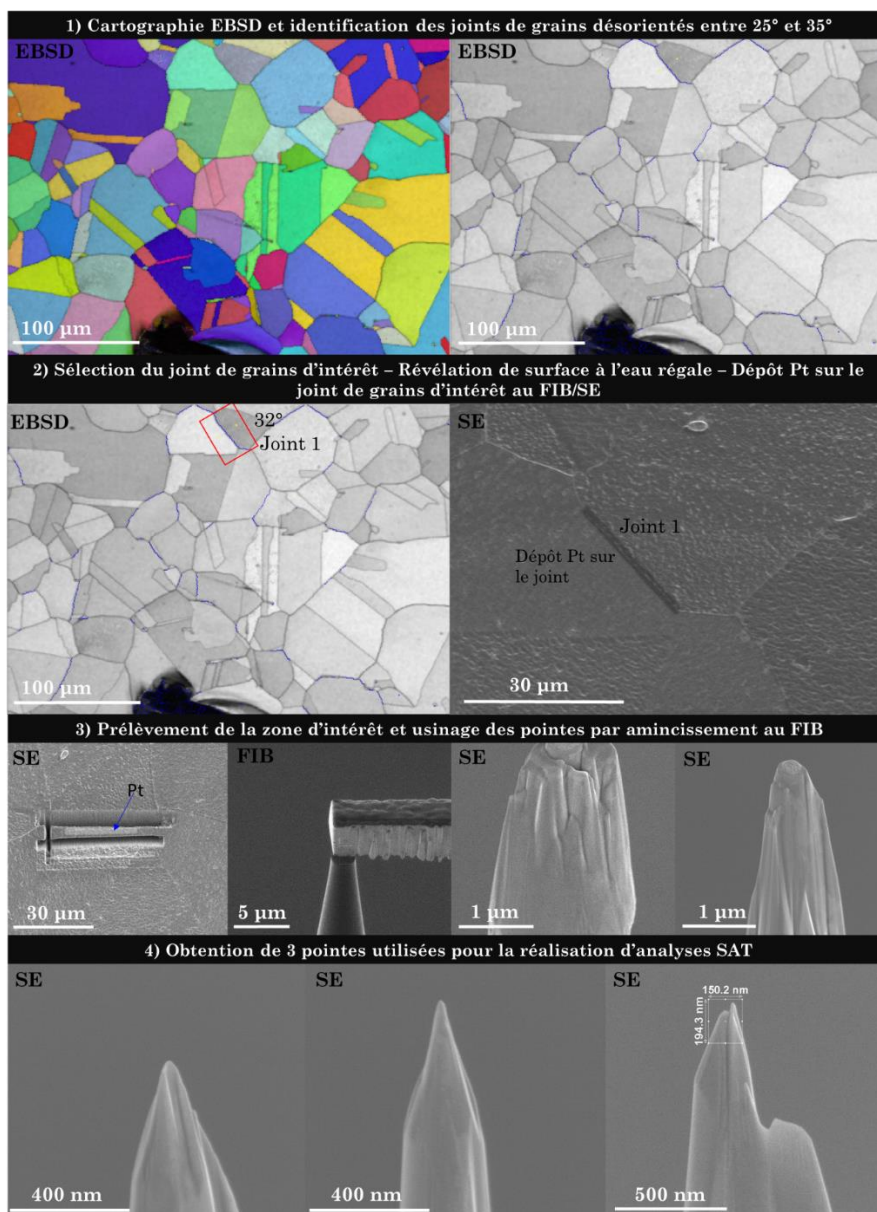 1) Cartographie EBSD et identification des joints de grains désorientés entre 25° et 35°
EBSD
EBSD
100 µm
100 µm
2) Sélection du joint de grains d'intérêt – Révélation de surface à l'eau régale – Dépôt Pt sur le
joint de grains d'intérêt au FIB/SE
EBSD
32°
Joint 1
SE
Joint 1
Dépôt Pt sur
le joint
100 µm
30 µm
3) Prélèvement de la zone d'intérêt et usinage des pointes par amincissement au FIB
SE
FIB
SE
SE
Pt
30 µm
5 µm
1 µm
1 µm
4) Obtention de 3 pointes utilisées pour la réalisation d'analyses SAT
SE
SE
SE
150.2 nm
194.3 nm
400 nm
400 nm
500 nm